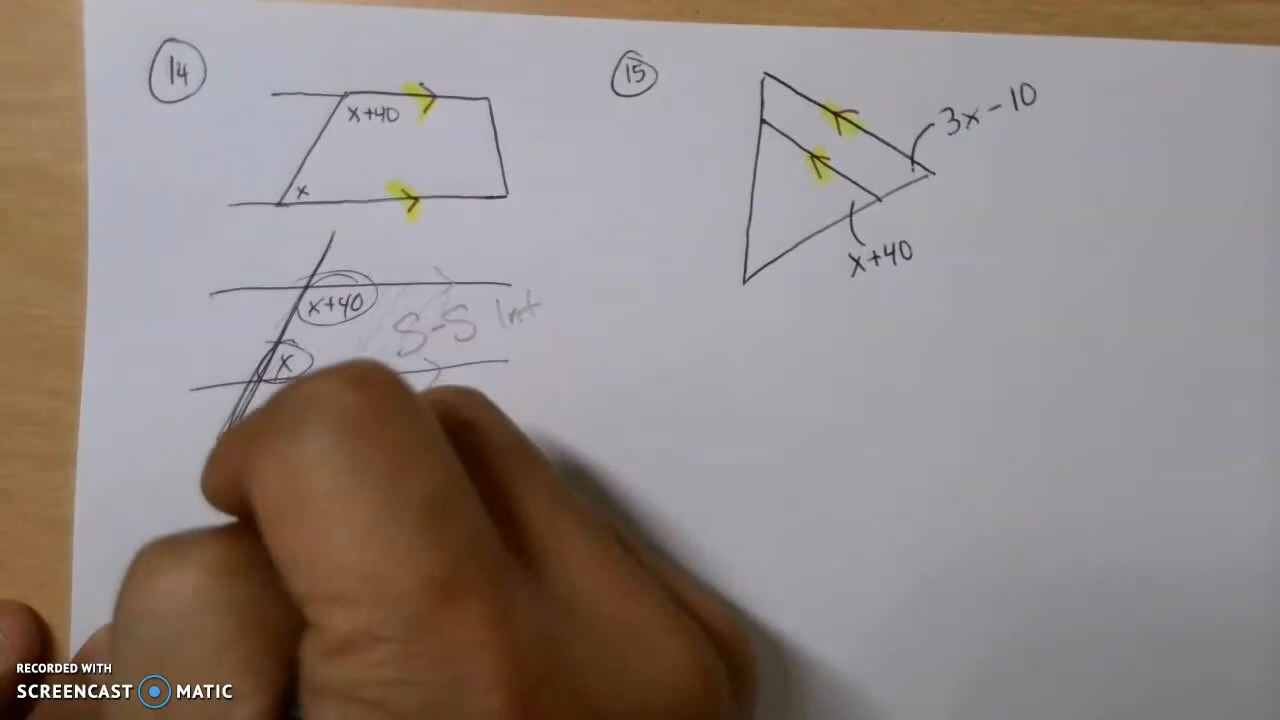 14
x+40
x
x+40
x
S-S Int
15
3x-10
x+40
RECORDED WITH
SCREENCAST MATIC